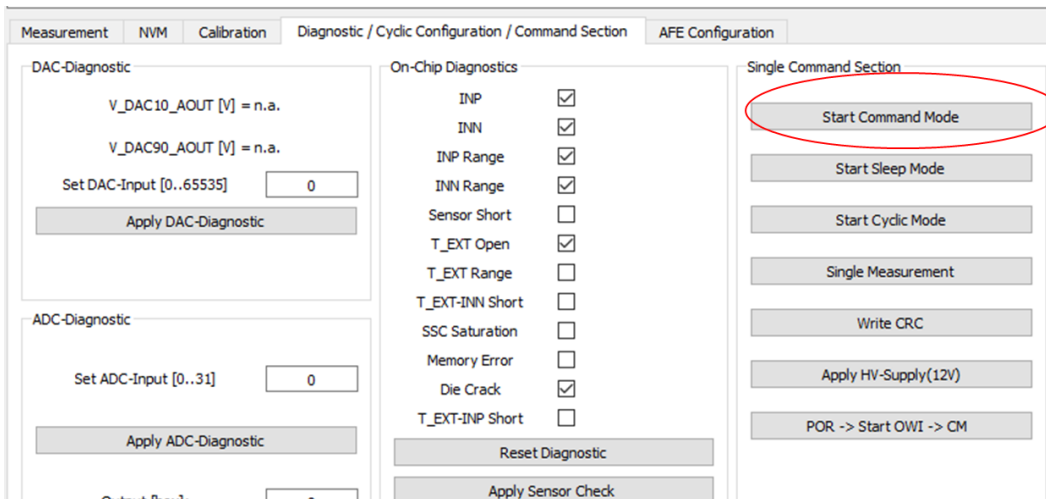 Measurement
NVM
Calibration
Diagnostic / Cyclic Configuration / Command Section
AFE Configuration
DAC-Diagnostic
V_DAC10_AOUT [V] = n.a.
V_DAC90_AOUT [V] = n.a.
Set DAC-Input [0..65535] 0
Apply DAC-Diagnostic
ADC-Diagnostic
Set ADC-Input [0..31] 0
Apply ADC-Diagnostic
On-Chip Diagnostics
INP
INN
INP Range
INN Range
Sensor Short
T_EXT Open
T_EXT Range
T_EXT-INN Short
SSC Saturation
Memory Error
Die Crack
T_EXT-INP Short
Reset Diagnostic
Apply Sensor Check
Single Command Section
Start Command Mode
Start Sleep Mode
Start Cyclic Mode
Single Measurement
Write CRC
Apply HV-Supply(12V)
POR -> Start OWI -> CM